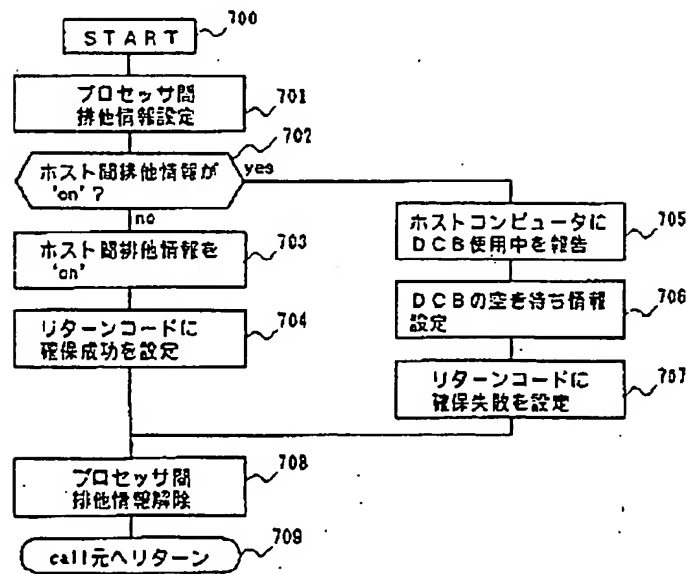 700
START
701
プロセッサ間
排他情報設定
702
ホスト間排他情報が
'on'?
yes
no
703
ホスト間排他情報を
'on'
704
リターンコードに
確保成功を設定
705
ホストコンピュータに
DCB使用中を報告
706
DCBの空き待ち情報
設定
707
リターンコードに
確保失敗を設定
708
プロセッサ間
排他情報解除
709
call元へリターン